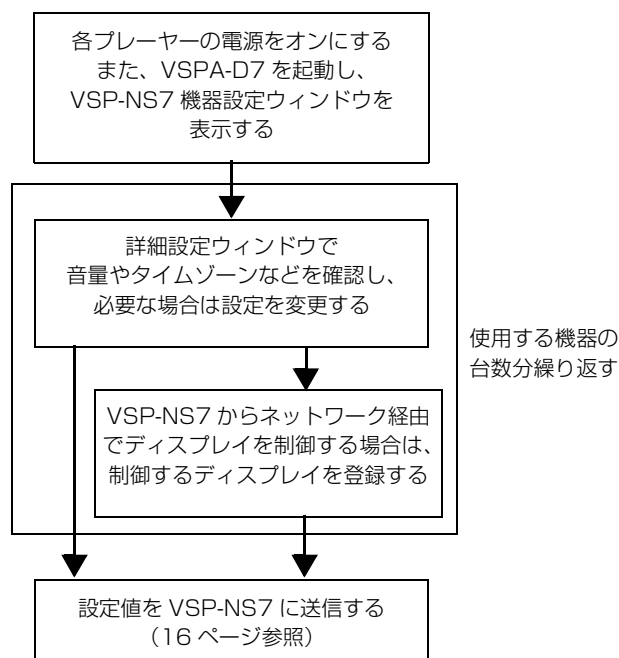 各プレーヤーの電源をオンにする
また、VSPA-D7 を起動し、
VSP-NS7 機器設定ウィンドウを
表示する
詳細設定ウィンドウで
音量やタイムゾーンなどを確認し、
必要な場合は設定を変更する
使用する機器の
台数分繰り返す
VSP-NS7 からネットワーク経由
でディスプレイを制御する場合は、
制御するディスプレイを登録する
設定値を VSP-NS7 に送信する
（16 ページ参照）